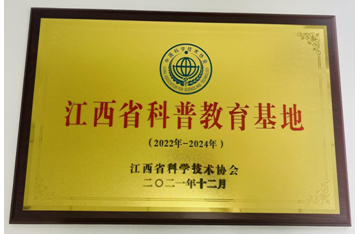 江西省科普教育基地
（2022年-2024年）
江西省科学技术协会
二〇二一年十二月